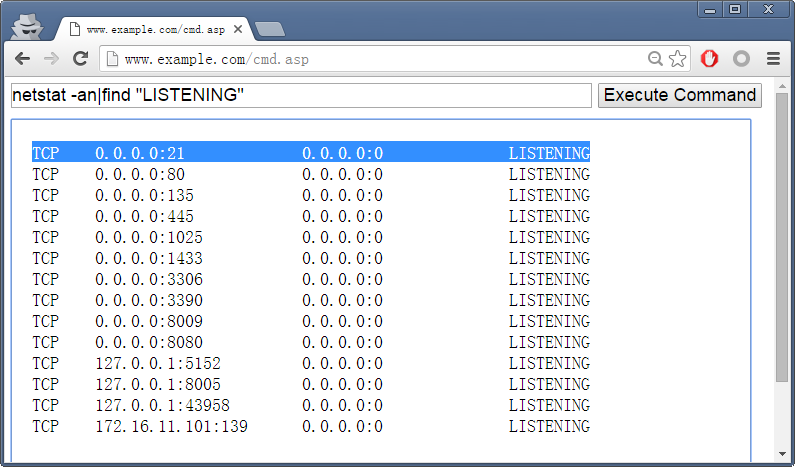 www.example.com/cmd.asp
www.example.com/cmd.asp
netstat -an|find "LISTENING" Execute Command
TCP 0.0.0.0:21 0.0.0.0:0 LISTENING
TCP 0.0.0.0:80 0.0.0.0:0 LISTENING
TCP 0.0.0.0:135 0.0.0.0:0 LISTENING
TCP 0.0.0.0:445 0.0.0.0:0 LISTENING
TCP 0.0.0.0:1025 0.0.0.0:0 LISTENING
TCP 0.0.0.0:1433 0.0.0.0:0 LISTENING
TCP 0.0.0.0:3306 0.0.0.0:0 LISTENING
TCP 0.0.0.0:3390 0.0.0.0:0 LISTENING
TCP 0.0.0.0:8009 0.0.0.0:0 LISTENING
TCP 0.0.0.0:8080 0.0.0.0:0 LISTENING
TCP 127.0.0.1:5152 0.0.0.0:0 LISTENING
TCP 127.0.0.1:8005 0.0.0.0:0 LISTENING
TCP 127.0.0.1:43958 0.0.0.0:0 LISTENING
TCP 172.16.11.101:139 0.0.0.0:0 LISTENING